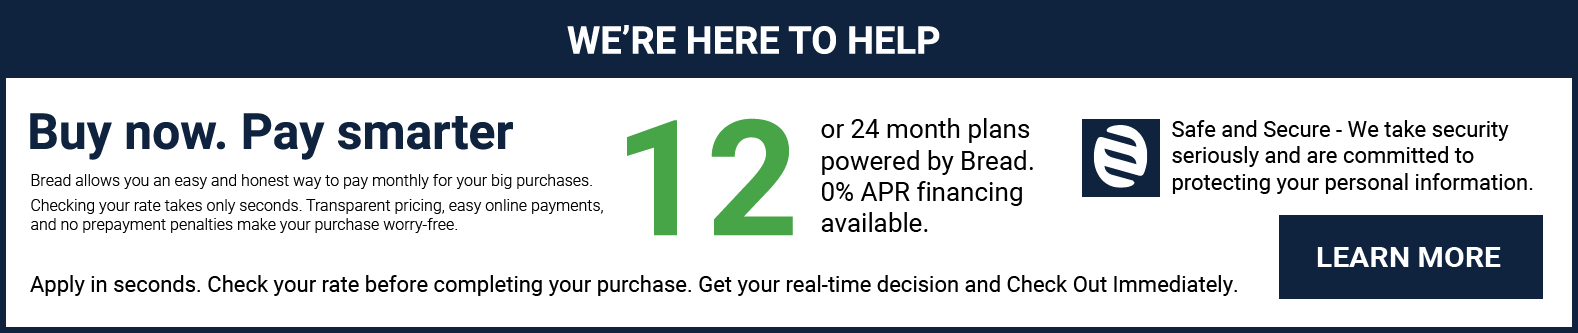 WE’RE HERE TO HELP
Buy now. Pay smarter
Bread allows you an easy and honest way to pay monthly for your big purchases.
Checking your rate takes only seconds. Transparent pricing, easy online payments,
and no prepayment penalties make your purchase worry-free.
12
or 24 month plans
powered by Bread.
0% APR financing
available.
Safe and Secure - We take security
seriously and are committed to
protecting your personal information.
LEARN MORE
Apply in seconds. Check your rate before completing your purchase. Get your real-time decision and Check Out Immediately.